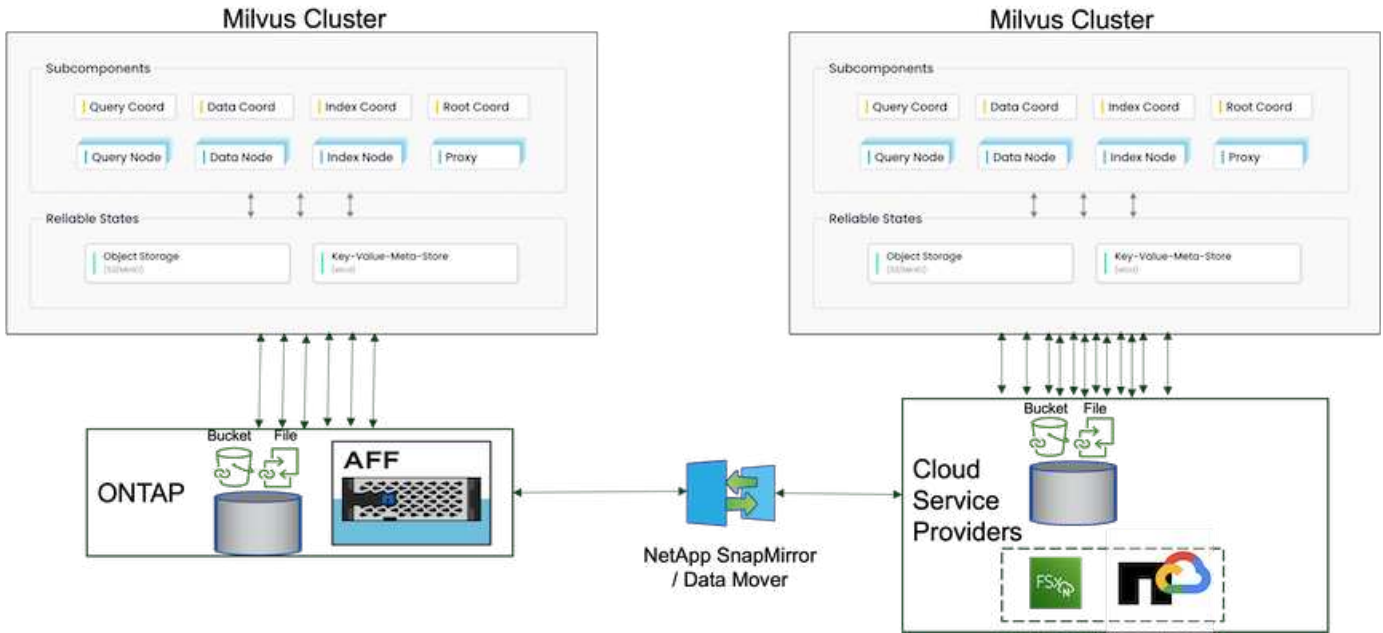 Milvus Cluster
Subcomponents
Query Coord
Data Coord
Index Coord
Root Coord
Query Node
Data Node
Index Node
Proxy
Reliable States
Object Storage
Key-Value-Meta-Store
Bucket
File
ONTAP
AFF
NetApp SnapMirror
/ Data Mover
Milvus Cluster
Subcomponents
Query Coord
Data Coord
Index Coord
Root Coord
Query Node
Data Node
Index Node
Proxy
Reliable States
Object Storage
Key-Value-Meta-Store
Bucket
File
Cloud
Service
Providers
FSx
N